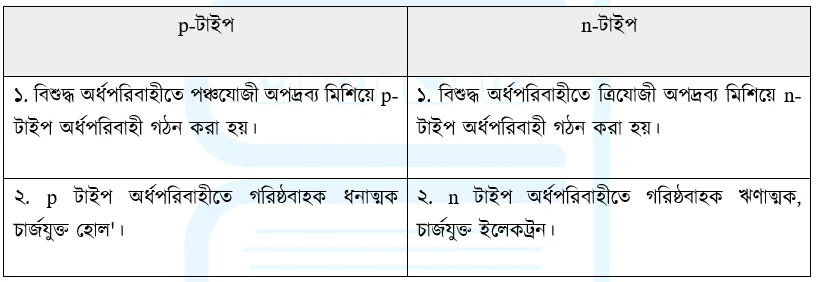 p-টাইপ
n-টাইপ
১. বিশুদ্ধ অর্ধপরিবাহীতে পঞ্চযোজী অপদ্রব্য মিশিয়ে p-
টাইপ অর্ধপরিবাহী গঠন করা হয়।
১. বিশুদ্ধ অর্ধপরিবাহীতে ত্রিযোজী অপদ্রব্য মিশিয়ে n-
টাইপ অর্ধপরিবাহী গঠন করা হয়।
২. p টাইপ অর্ধপরিবাহীতে গরিষ্ঠবাহক ধনাত্মক
চার্জযুক্ত হোল'।
২. n টাইপ অর্ধপরিবাহীতে গরিষ্ঠবাহক ঋণাত্মক,
চার্জযুক্ত ইলেকট্রন।